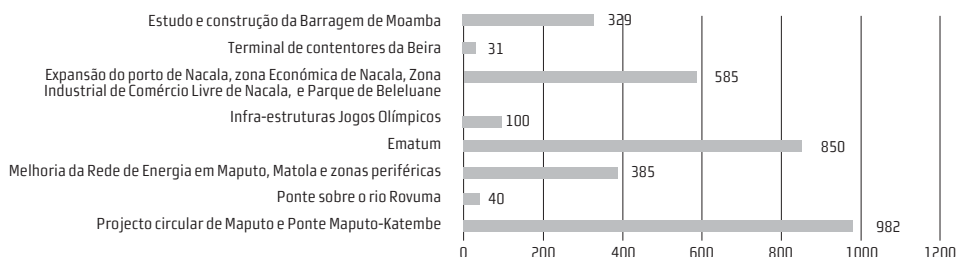 Estudo e construção da Barragem de Moamba 329
Terminal de contentores da Beira 31
Expansão do porto de Nacala, zona Económica de Nacala, Zona
Industrial de Comércio Livre de Nacala, e Parque de Beleluane 585
Infra-estruturas Jogos Olímpicos 100
Ematum 850
Melhoria da Rede de Energia em Maputo, Matola e zonas periféricas 385
Ponte sobre o rio Rovuma 40
Projecto circular de Maputo e Ponte Maputo-Katembe 982
0 200 400 600 800 1000 1200